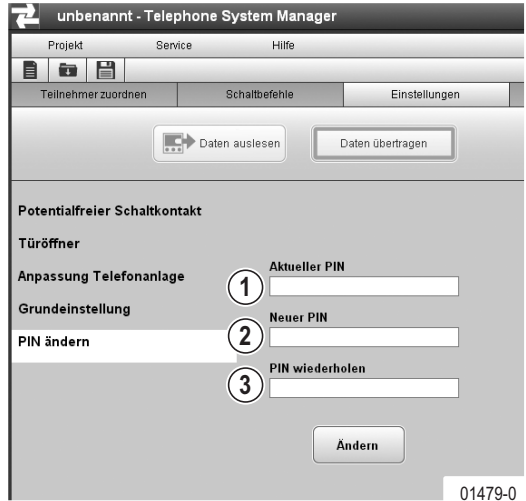 unbenannt - Telephone System Manager
Projekt Service Hilfe
Teilnehmer zuordnen Schaltbefehle Einstellungen
Daten auslesen Daten übertragen
Potentialfreier Schaltkontakt
Türöffner
Anpassung Telefonanlage
Grundeinstellung
PIN ändern
Aktueller PIN
1
Neuer PIN
2
PIN wiederholen
3
Ändern
01479-0